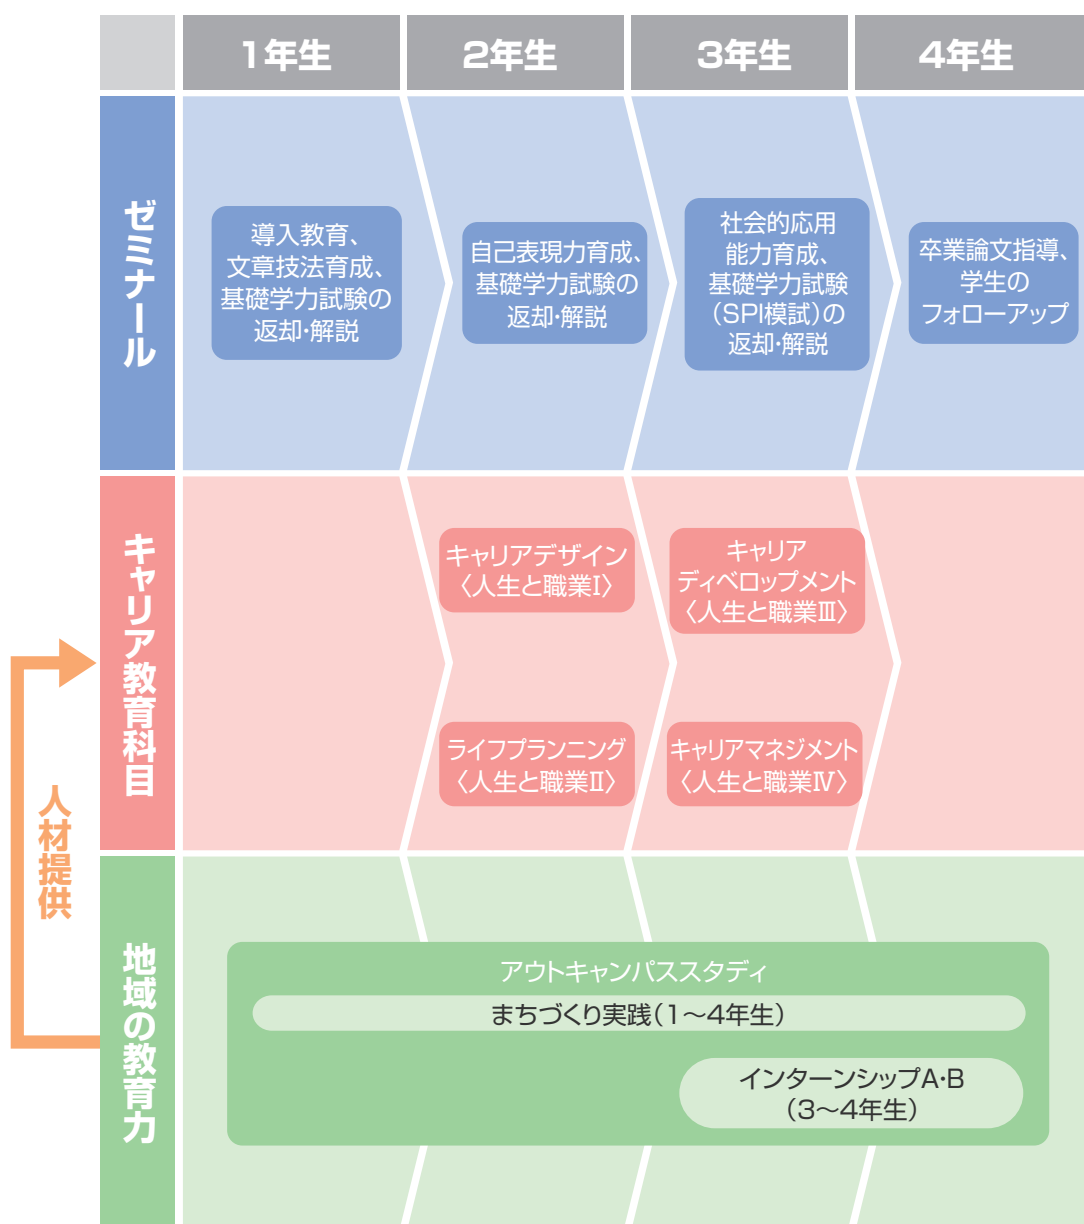 1年生
2年生
3年生
4年生
ゼミナール
導入教育、
文章技法育成、
基礎学力試験の
返却・解説
自己表現力育成、
基礎学力試験の
返却・解説
社会的応用
能力育成、
基礎学力試験
（SPI模試）の
返却・解説
卒業論文指導、
学生の
フォローアップ
キャリア教育科目
キャリアデザイン
〈人生と職業Ⅰ〉
キャリア
ディベロップメント
〈人生と職業Ⅲ〉
ライフプランニング
〈人生と職業Ⅱ〉
キャリアマネジメント
〈人生と職業Ⅳ〉
人材提供
地域の教育力
アウトキャンパススタディ
まちづくり実践（1〜4年生）
インターンシップA・B
（3〜4年生）